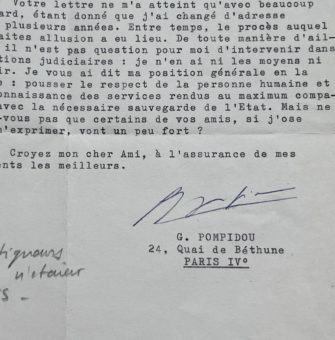 Votre lettre ne m'a atteint qu'avec beaucoup
ard, étant donné que j'ai changé d'adresse
plusieurs années. Entre temps, le procès auquel
aites allusion a eu lieu. De toute manière d'ail-
il n'est pas question pour moi d'intervenir dans
tions judiciaires : je n'en ai ni les moyens ni
ir. Je vous ai dit ma position générale en la
e : pousser le respect de la personne humaine et
onnaissance des services rendus au maximum compa-
avec la nécessaire sauvegarde de l'Etat. Mais ne
-vous pas que certains de vos amis, si j'ose
m'exprimer, vont un peu fort ?
Croyez mon cher Ami, à l'assurance de mes
ents les meilleurs.
G. POMPIDOU
24, Quai de Béthune
PARIS IV°
n'étaient